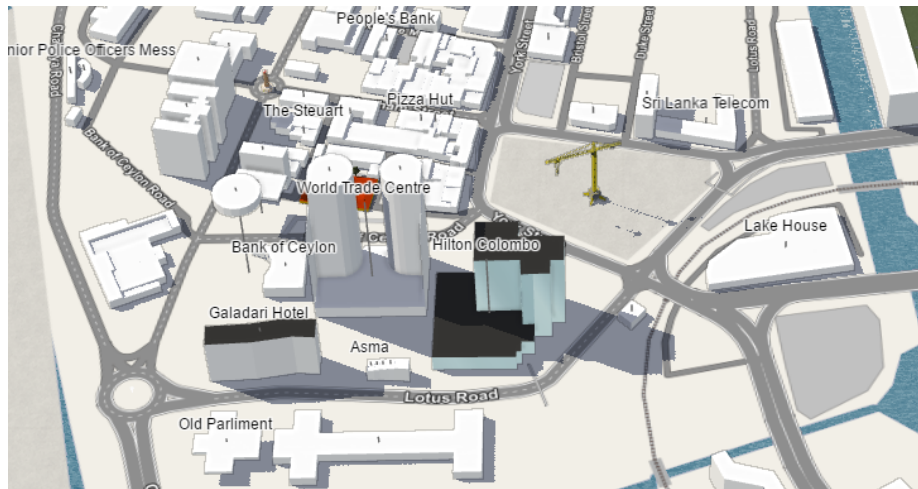 People's Bank
nior Police Officers Mess
Chaitya Road
York Street
Bristol Street
Duke Street
Lotus Road
The Steuart
Pizza Hut
Sri Lanka Telecom
Bank of Ceylon Road
World Trade Centre
Bank of Ceylon
Road
Hilton Colombo
Lake House
Galadari Hotel
Asma
Lotus Road
Old Parliment